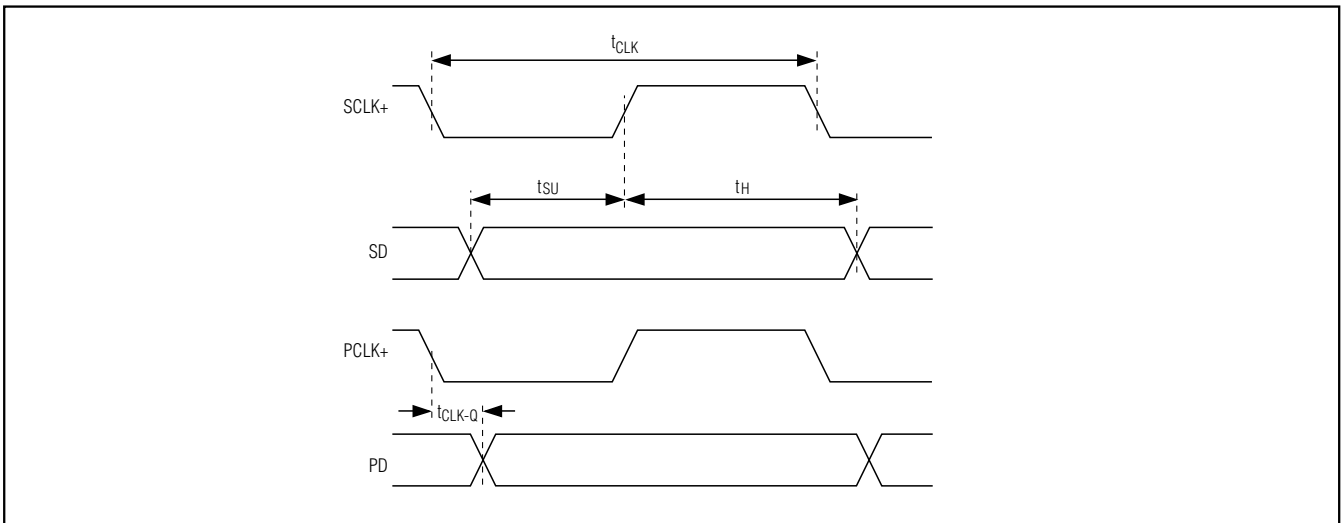 tCLK
SCLK+
tSU
tH
SD
PCLK+
tCLK-Q
PD